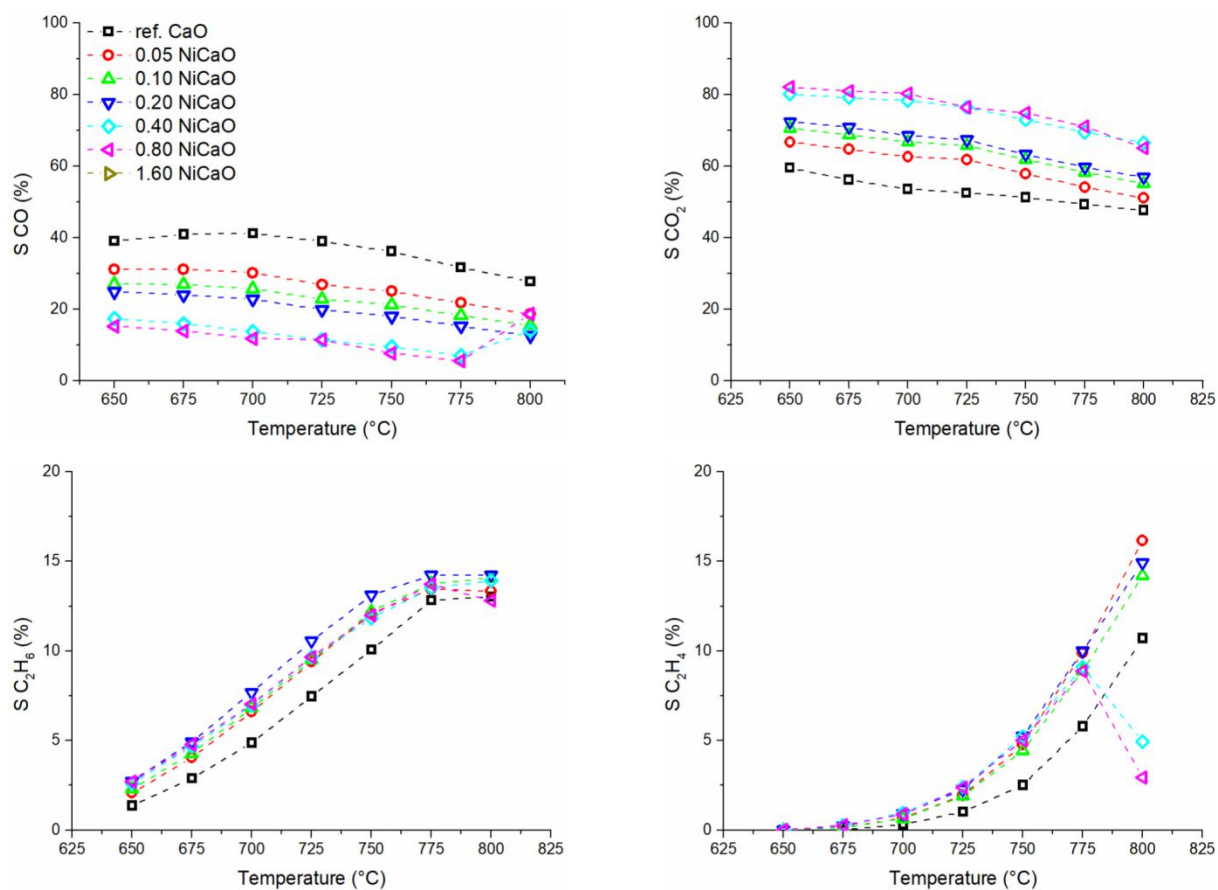 ref. CaO
0.05 NiCaO
0.10 NiCaO
0.20 NiCaO
0.40 NiCaO
0.80 NiCaO
1.60 NiCaO
S CO (%)
100
80
60
40
20
0
650 675 700 725 750 775 800
Temperature (°C)
S CO₂ (%)
100
80
60
40
20
0
625 650 675 700 725 750 775 800 825
Temperature (°C)
S C₂H₆ (%)
20
15
10
5
0
625 650 675 700 725 750 775 800 825
Temperature (°C)
S C₂H₄ (%)
20
15
10
5
0
625 650 675 700 725 750 775 800 825
Temperature (°C)